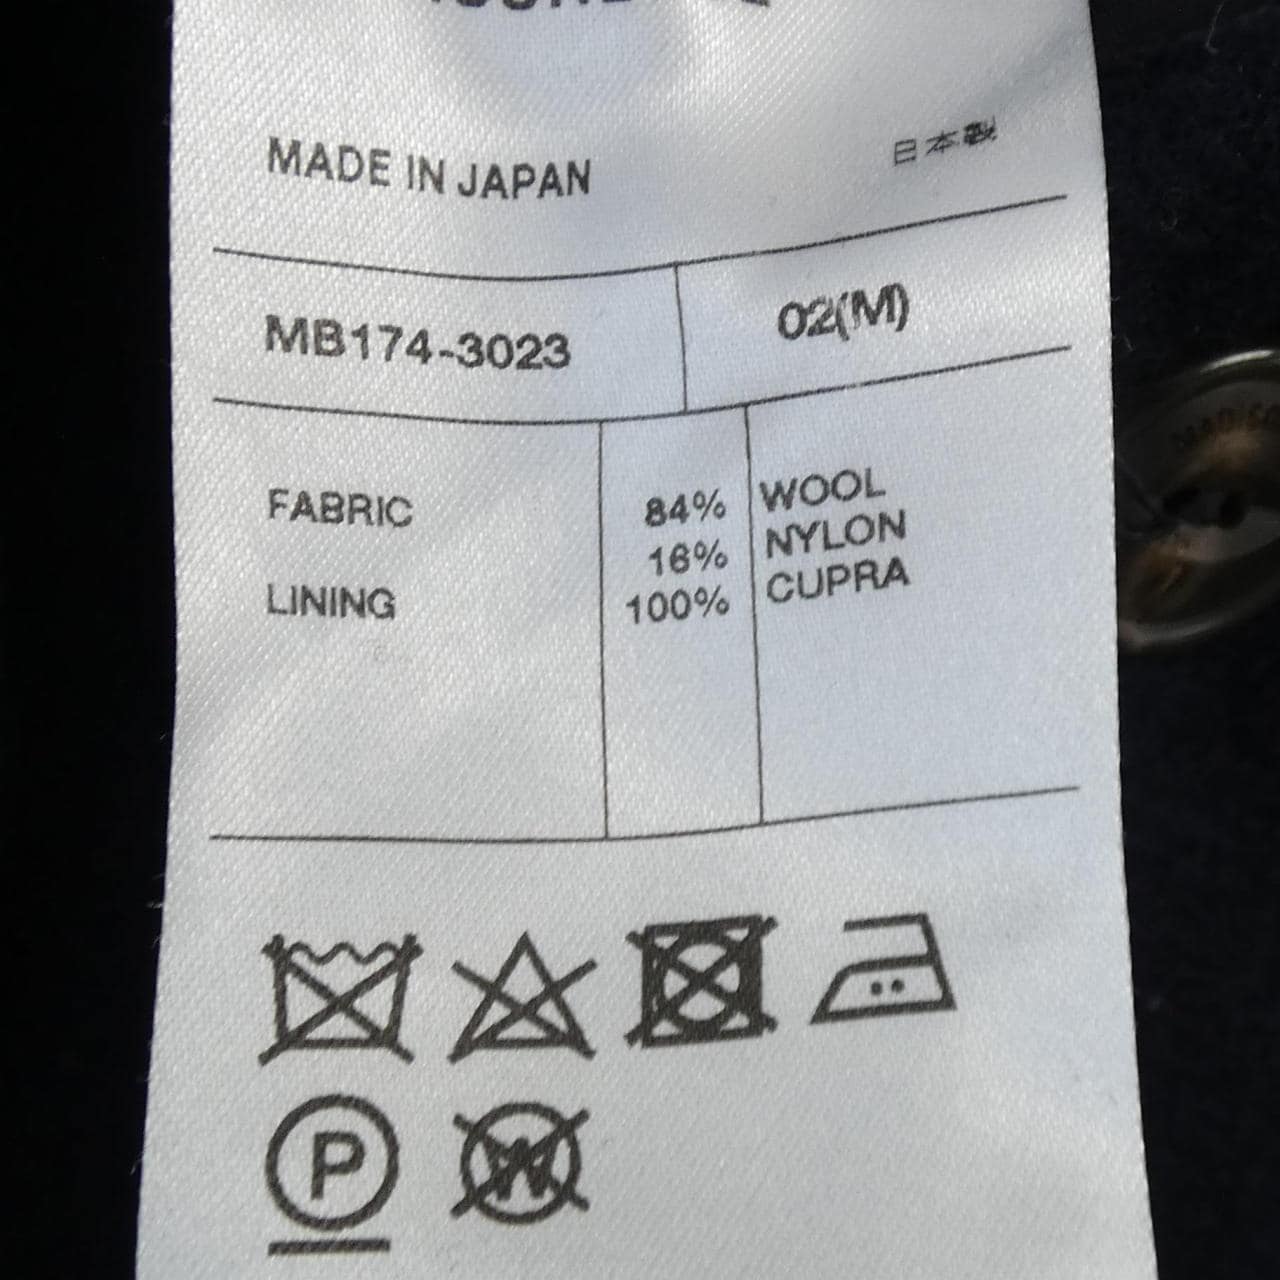 MADE IN JAPAN 日本製
MB174-3023 02(M)
FABRIC 84% WOOL
16% NYLON
LINING 100% CUPRA
P
W